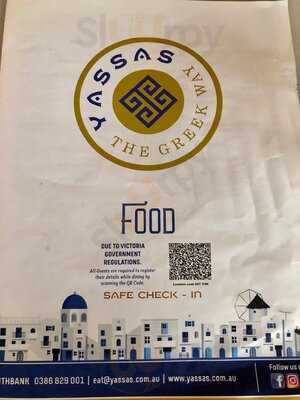 Slurrpy
YASSAS
THE GREEK WAY
FOOD
DUE TO VICTORIA
GOVERNMENT
REGULATIONS.
All Guests are required to register
their details while dining by
scanning the QR Code.
SAFE CHECK - IN
THBANK 0386 829 001 | eat@yassas.com.au | www.yassas.com.au
Follow us